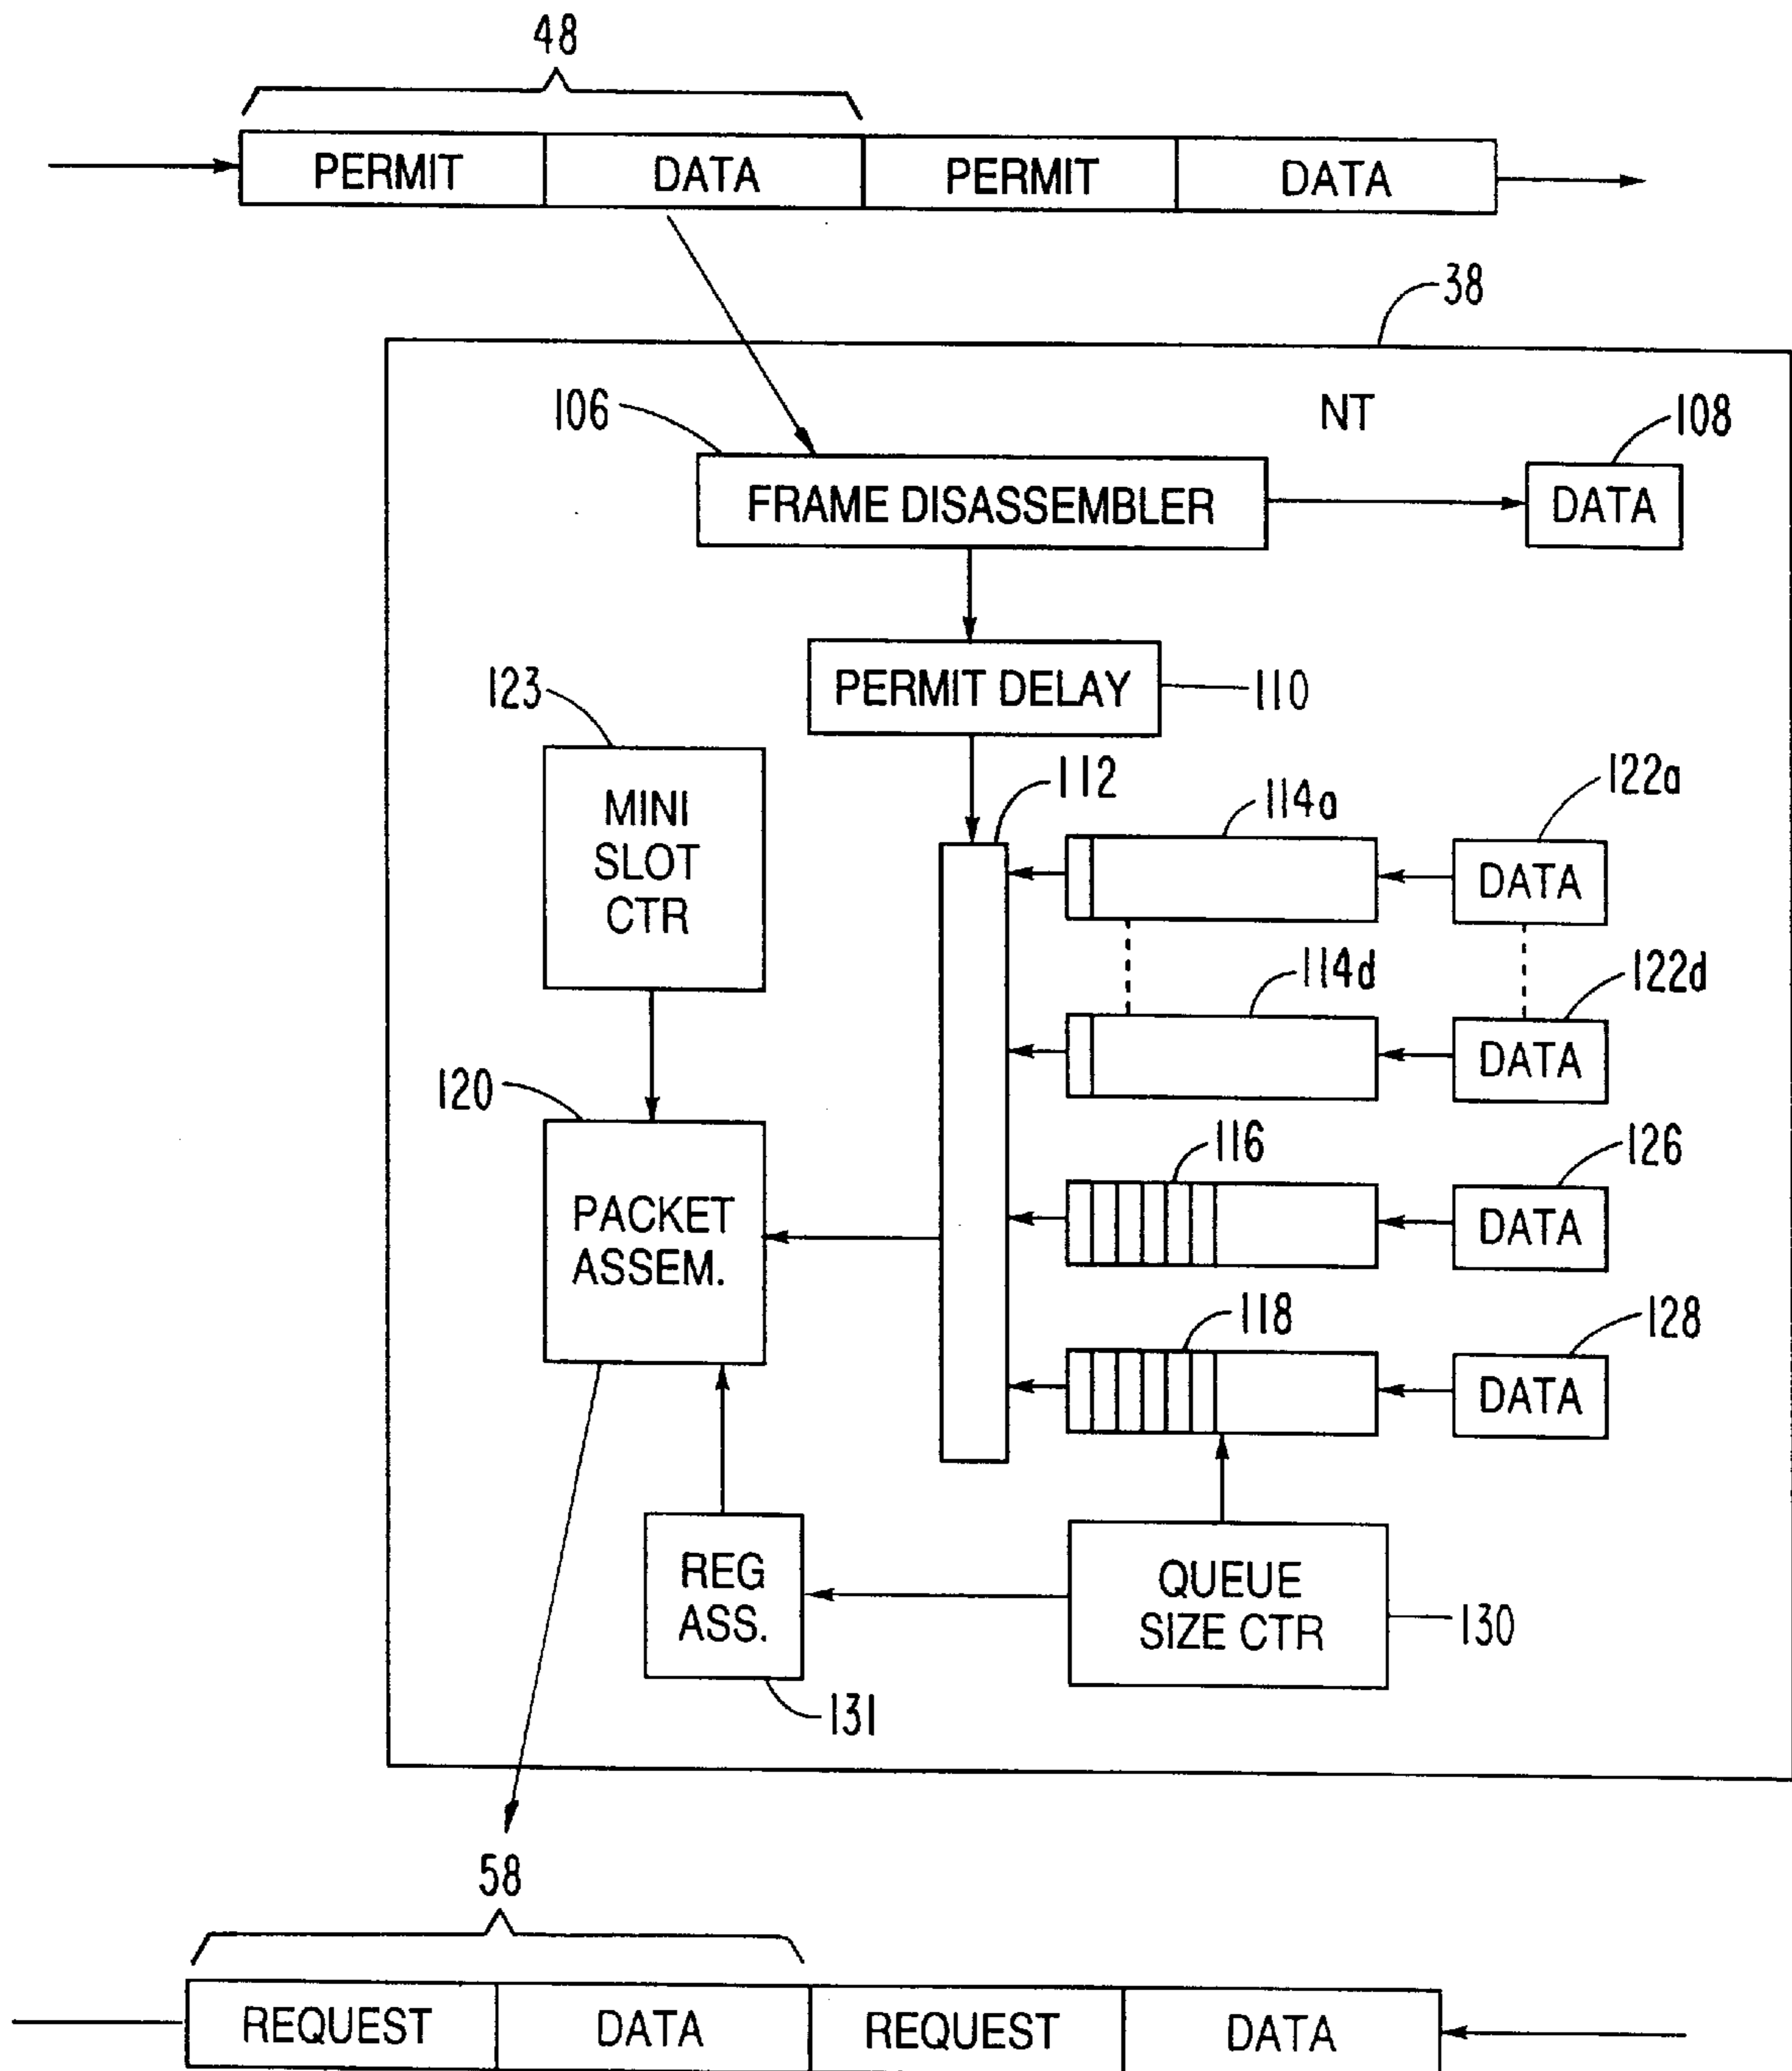 48
PERMIT DATA PERMIT DATA
38
NT
106
108
FRAME DISASSEMBLER
DATA
PERMIT DELAY
110
123
MINI
SLOT
CTR
112
114a
122a
DATA
114d
122d
DATA
120
PACKET
ASSEM.
116
126
DATA
118
128
DATA
REG
ASS.
131
QUEUE
SIZE CTR
130
58
REQUEST DATA REQUEST DATA